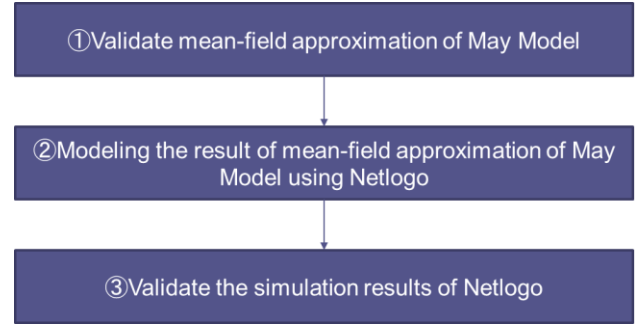 ①Validate mean-field approximation of May Model
②Modeling the result of mean-field approximation of May
Model using Netlogo
③Validate the simulation results of Netlogo